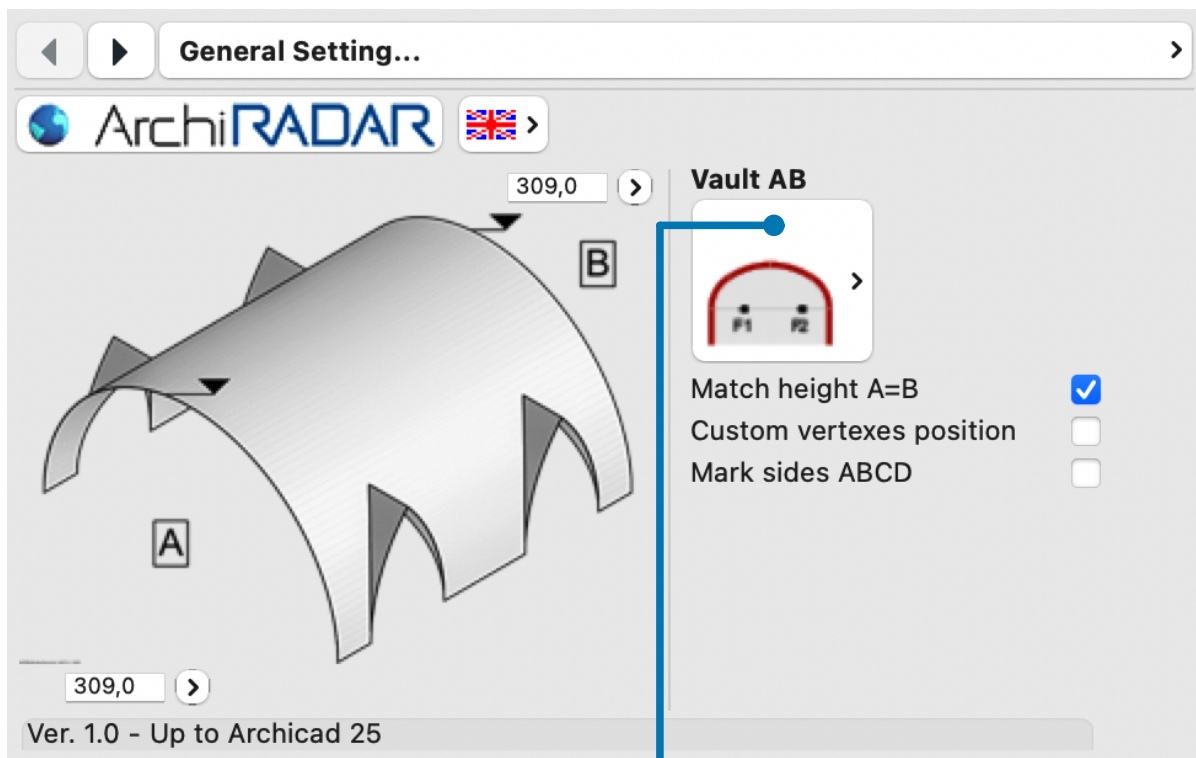 General Setting...
ArchiRADAR
309,0
Vault AB
B
F1 F2
Match height A=B
Custom vertexes position
Mark sides ABCD
A
309,0
Ver. 1.0 - Up to Archicad 25